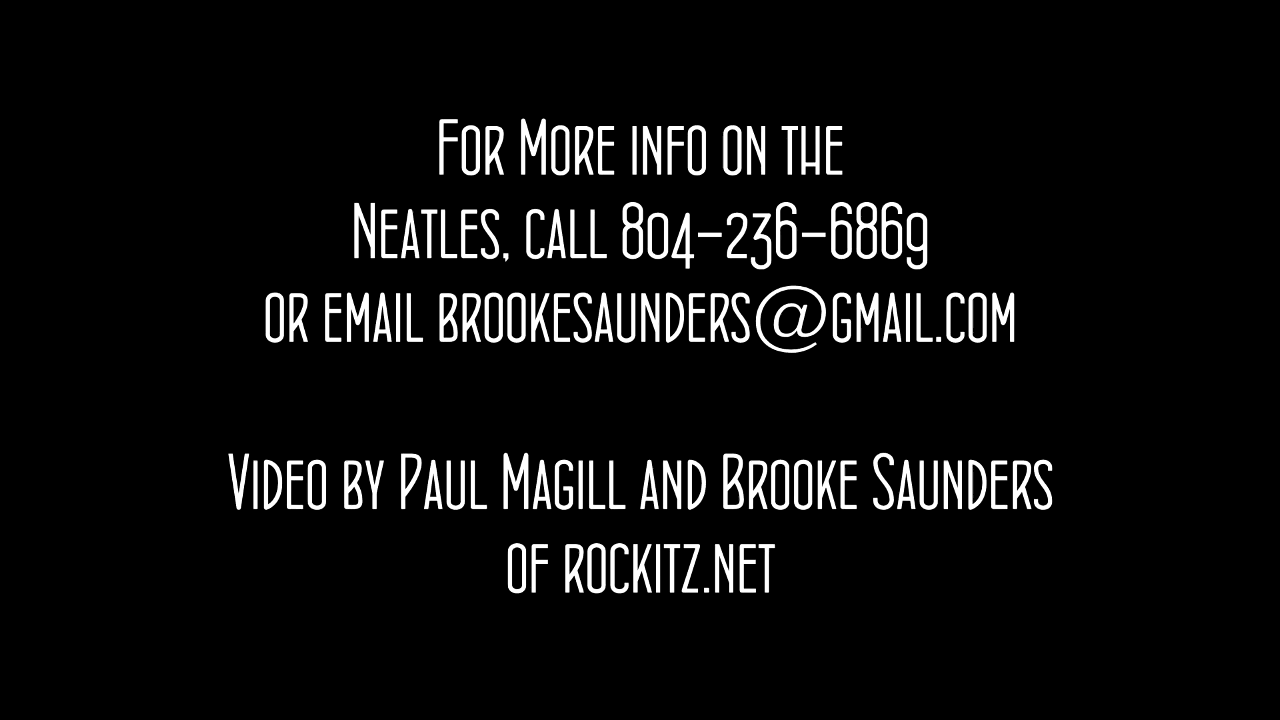 For More info on the
Neatles, call 804-236-6869
or email brookesaunders@gmail.com
Video by Paul Magill and Brooke Saunders
of rockitz.net